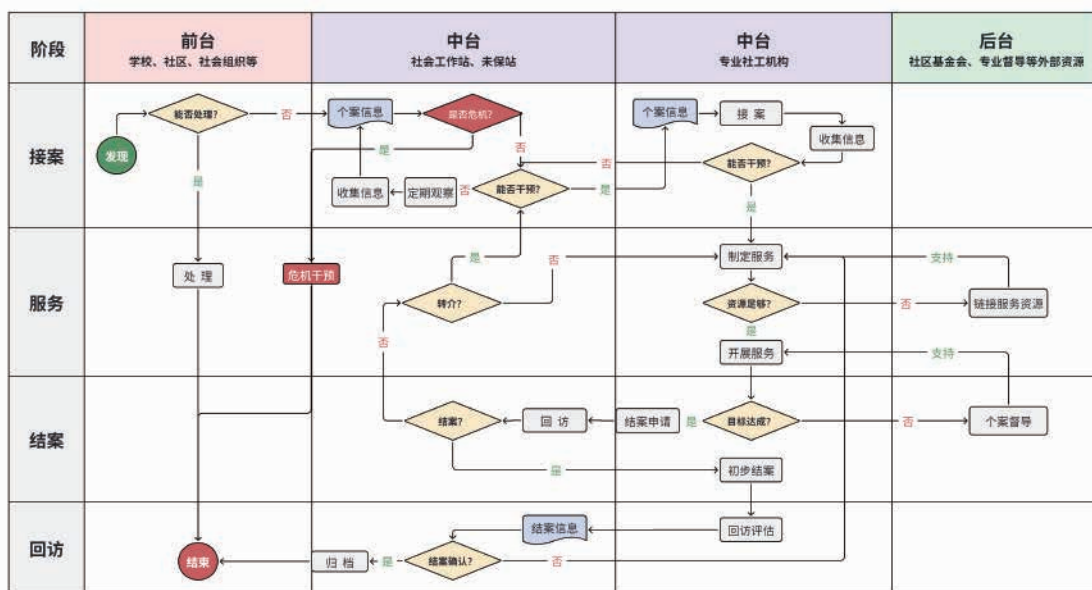 阶段
前台
学校、社区、社会组织等
中台
社会工作站、未保站
中台
专业社工机构
后台
社区基金会、专业督导等外部资源
接案
发现
能否处理?
否
是
个案信息
是否危机?
是
否
收集信息
定期观察
否
能否干预?
是
个案信息
接 案
收集信息
能否干预?
否
是
服务
处 理
危机干预
转介?
是
否
否
制定服务
资源足够?
否
是
开展服务
支持
链接服务资源
支持
结案
结案?
回 访
结案申请
是
目标达成?
否
个案督导
是
初步结案
回访
结束
归 档
是
结案确认?
否
结案信息
回访评估